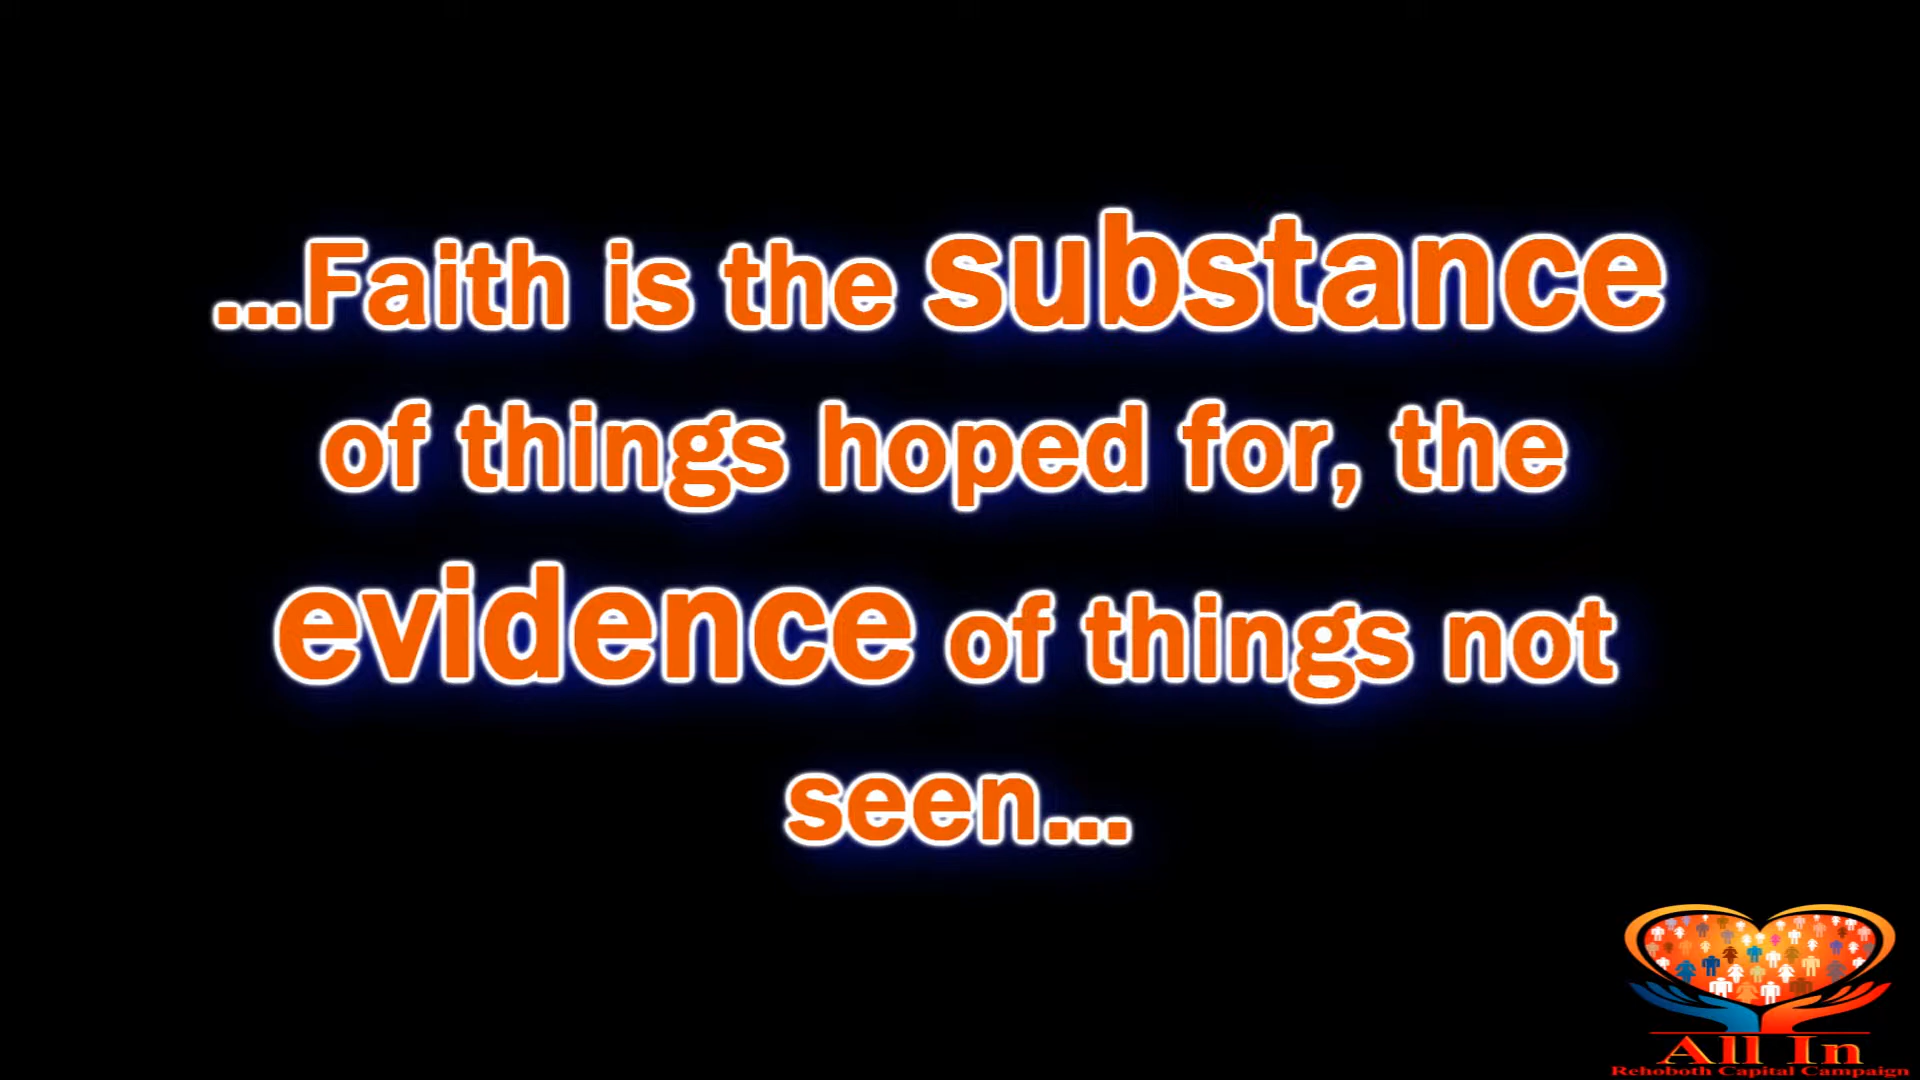 ...Faith is the substance
of things hoped for, the
evidence of things not
seen...
All In
Rehoboth Capital Campaign